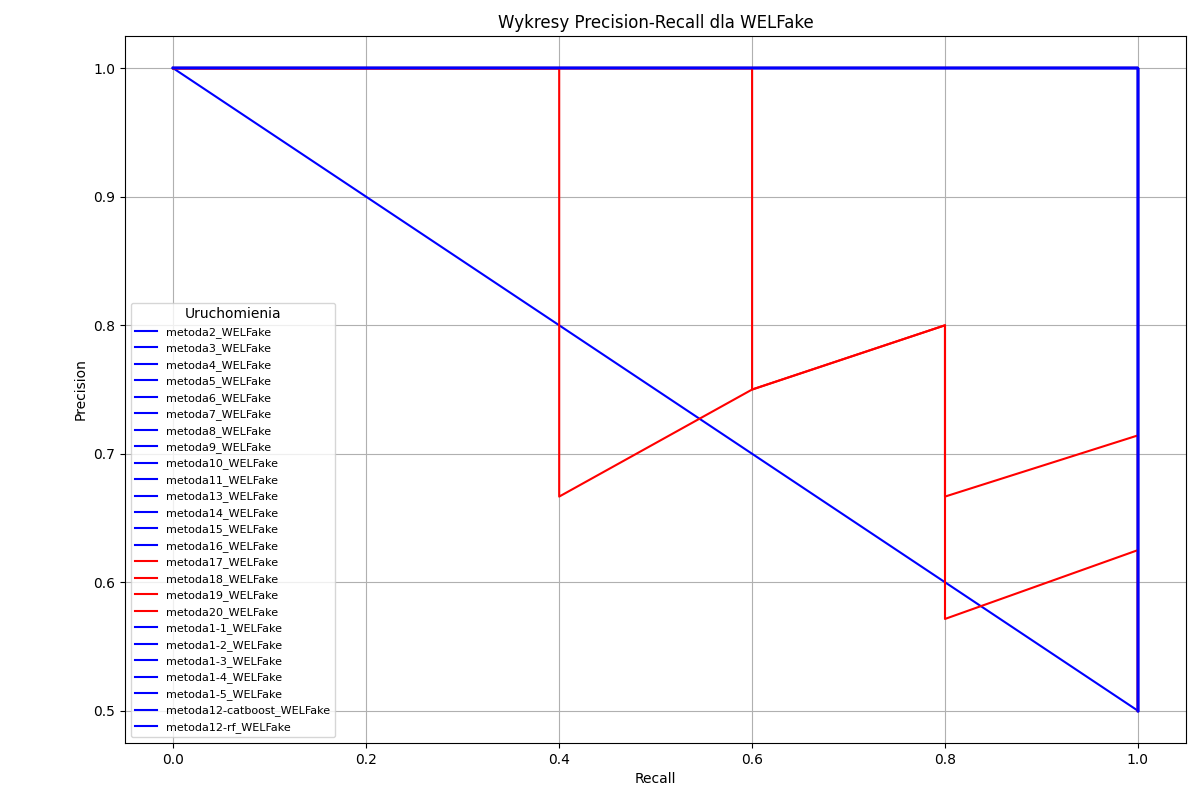 Wykresy Precision-Recall dla WELFake
1.0
0.9
0.8
0.7
0.6
0.5
Precision
Uruchomienia
metoda2_WELFake
metoda3_WELFake
metoda4_WELFake
metoda5_WELFake
metoda6_WELFake
metoda7_WELFake
metoda8_WELFake
metoda9_WELFake
metoda10_WELFake
metoda11_WELFake
metoda13_WELFake
metoda14_WELFake
metoda15_WELFake
metoda16_WELFake
metoda17_WELFake
metoda18_WELFake
metoda19_WELFake
metoda20_WELFake
metoda1-1_WELFake
metoda1-2_WELFake
metoda1-3_WELFake
metoda1-4_WELFake
metoda1-5_WELFake
metoda12-catboost_WELFake
metoda12-rf_WELFake
0.0 0.2 0.4 0.6 0.8 1.0
Recall